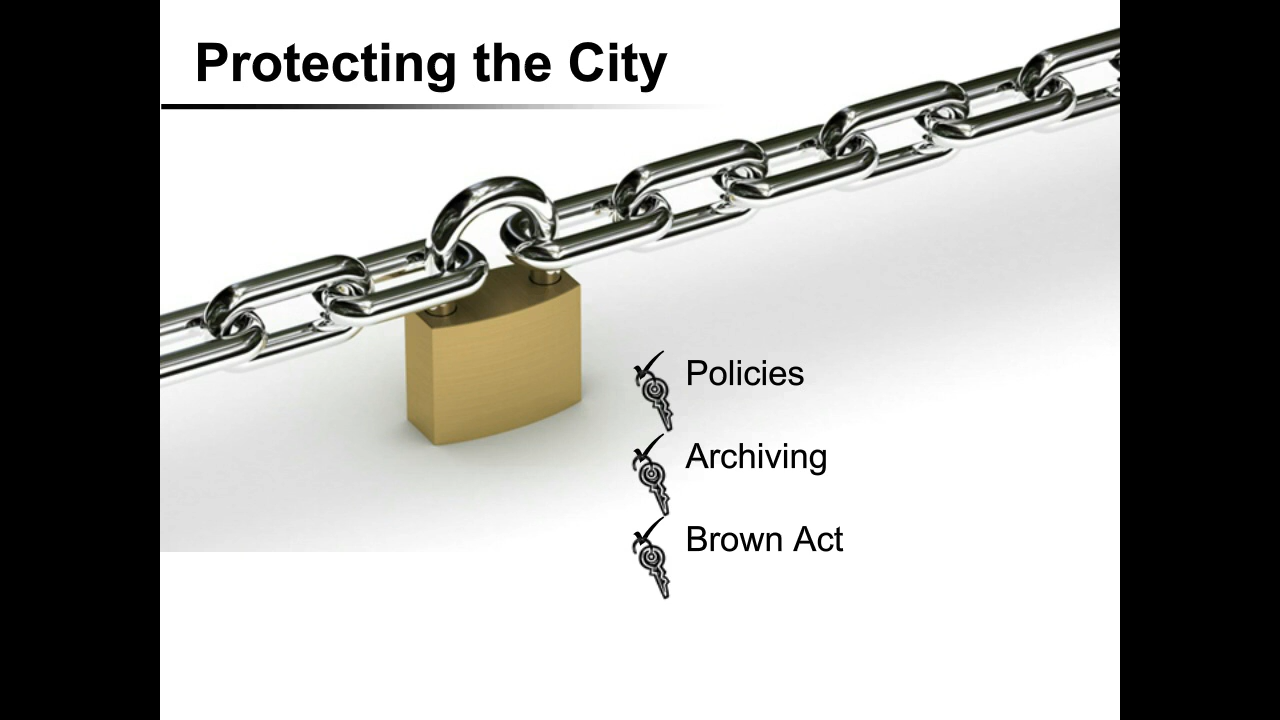 Protecting the City
Policies
Archiving
Brown Act